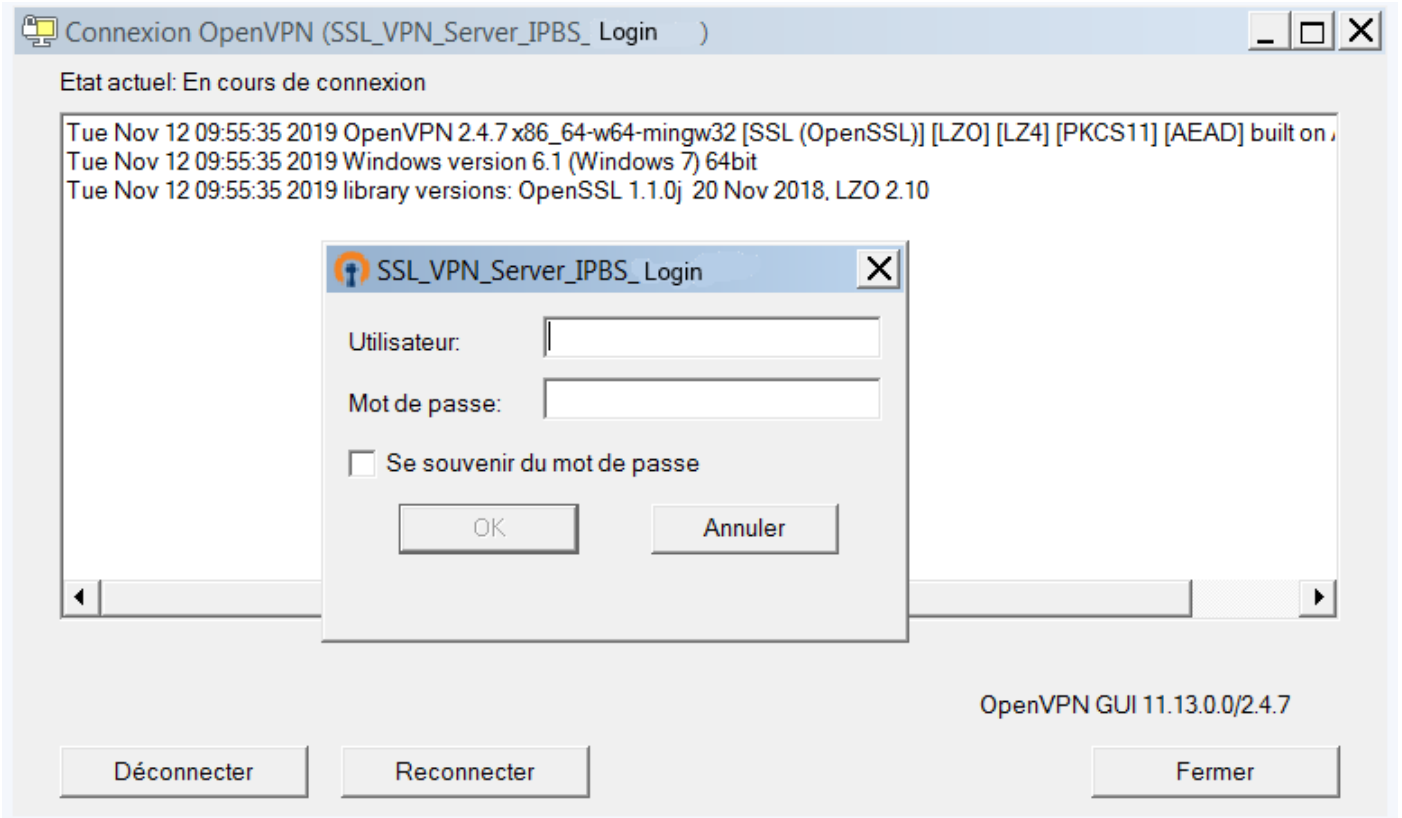 Connexion OpenVPN (SSL_VPN_Server_IPBS_ Login )
Etat actuel: En cours de connexion
Tue Nov 12 09:55:35 2019 OpenVPN 2.4.7 x86_64-w64-mingw32 [SSL (OpenSSL)] [LZO] [LZ4] [PKCS11] [AEAD] built on
Tue Nov 12 09:55:35 2019 Windows version 6.1 (Windows 7) 64bit
Tue Nov 12 09:55:35 2019 library versions: OpenSSL 1.1.0j 20 Nov 2018, LZO 2.10
SSL_VPN_Server_IPBS_ Login
Utilisateur:
Mot de passe:
Se souvenir du mot de passe
OK Annuler
OpenVPN GUI 11.13.0.0/2.4.7
Déconnecter Reconnecter Fermer